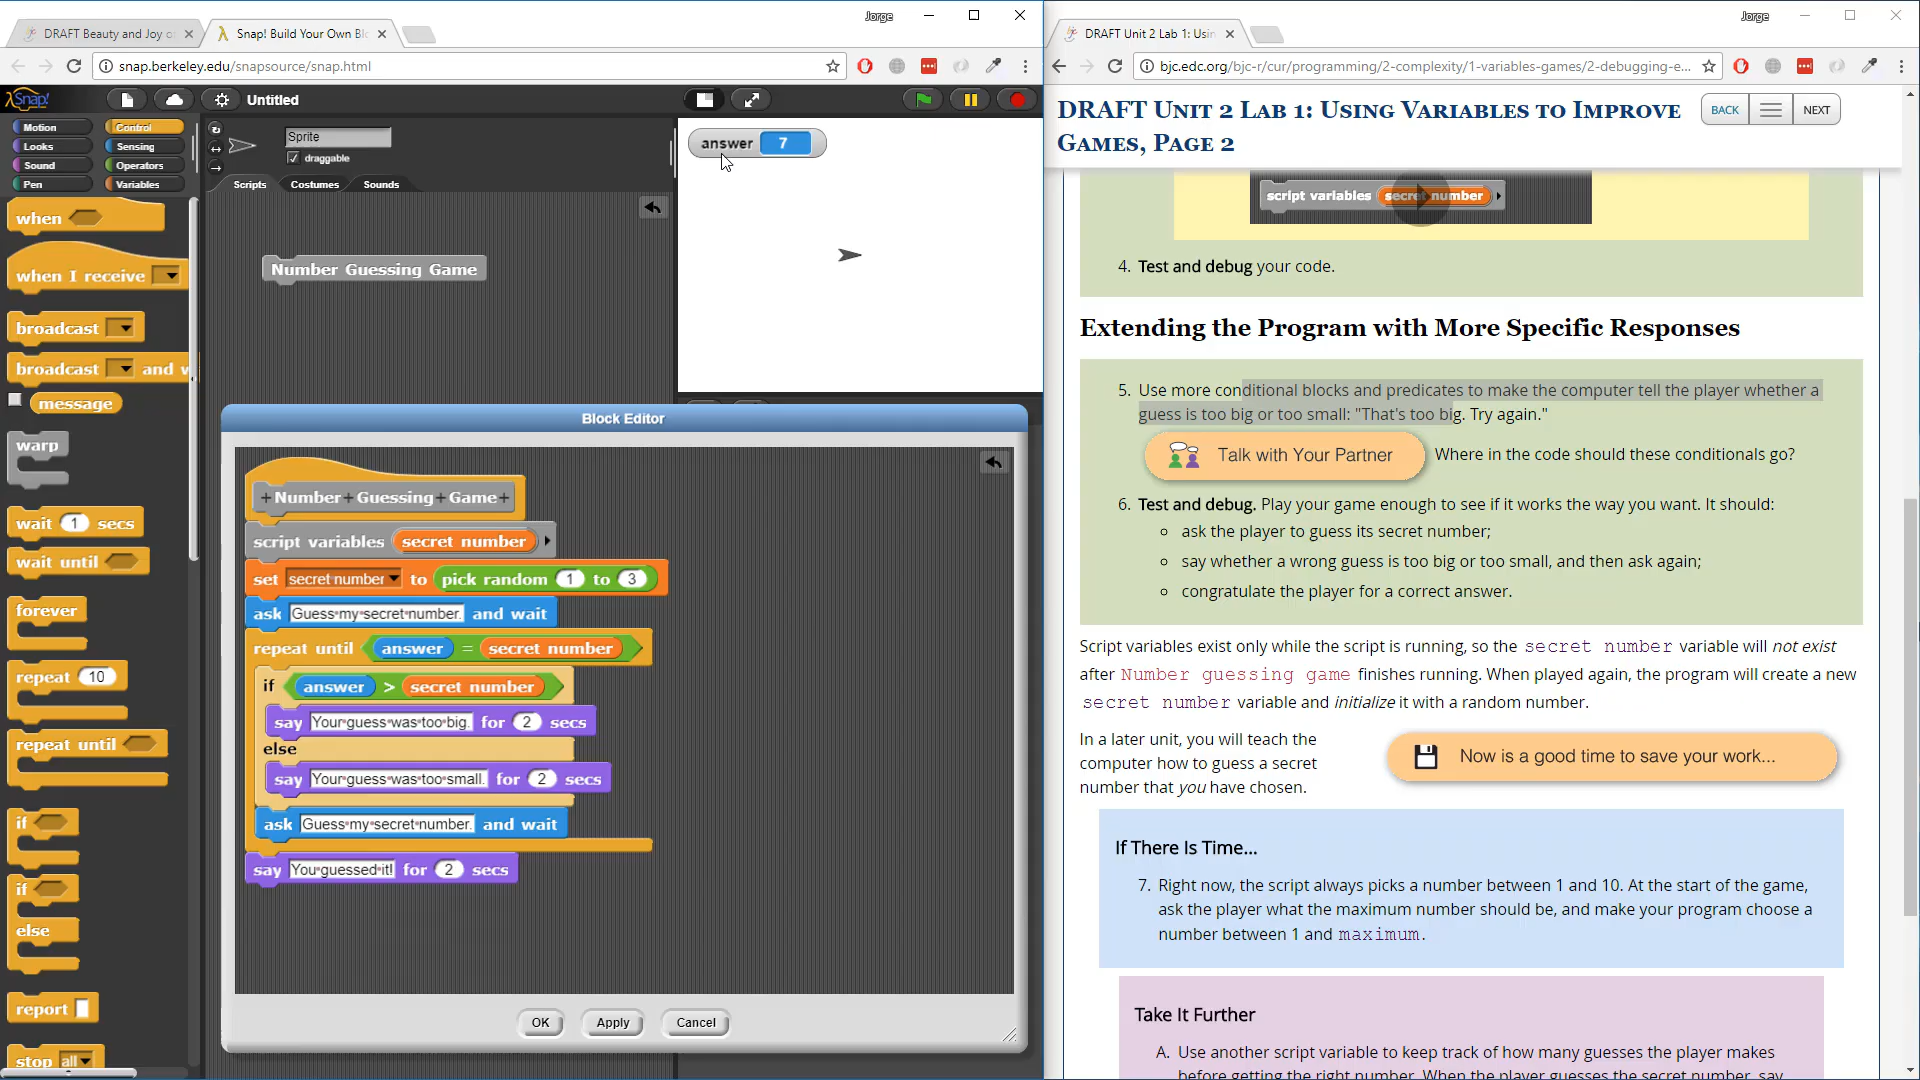 Jorge
DRAFT Beauty and Joy o
Snap! Build Your Own Bl
snap.berkeley.edu/snapsource/snap.html
Snap!
Untitled
Motion
Control
Looks
Sensing
Sound
Operators
Pen
Variables
Sprite
draggable
Scripts
Costumes
Sounds
answer 7
when
when I receive
broadcast
broadcast and w
message
warp
wait 1 secs
wait until
forever
repeat 10
repeat until
if
if
else
report
stop all
Number Guessing Game
Block Editor
+Number+Guessing+Game+
script variables secret number
set secret number to pick random 1 to 3
ask Guess my secret number. and wait
repeat until answer = secret number
if answer > secret number
say Your guess was too big. for 2 secs
else
say Your guess was too small. for 2 secs
ask Guess my secret number. and wait
say You guessed it! for 2 secs
OK
Apply
Cancel
Jorge
DRAFT Unit 2 Lab 1: Usin
bjc.edc.org/bjc-r/cur/programming/2-complexity/1-variables-games/2-debugging-e...
DRAFT Unit 2 Lab 1: Using Variables to Improve
Games, Page 2
BACK
NEXT
script variables secret number
4. Test and debug your code.
Extending the Program with More Specific Responses
5. Use more conditional blocks and predicates to make the computer tell the player whether a
guess is too big or too small: "That's too big. Try again."
Talk with Your Partner Where in the code should these conditionals go?
6. Test and debug. Play your game enough to see if it works the way you want. It should:
ask the player to guess its secret number;
say whether a wrong guess is too big or too small, and then ask again;
congratulate the player for a correct answer.
Script variables exist only while the script is running, so the secret number variable will not exist
after Number guessing game finishes running. When played again, the program will create a new
secret number variable and initialize it with a random number.
In a later unit, you will teach the
computer how to guess a secret
number that you have chosen.
Now is a good time to save your work...
If There Is Time...
7. Right now, the script always picks a number between 1 and 10. At the start of the game,
ask the player what the maximum number should be, and make your program choose a
number between 1 and maximum.
Take It Further
A. Use another script variable to keep track of how many guesses the player makes
before getting the right number. When the player guesses the secret number, say